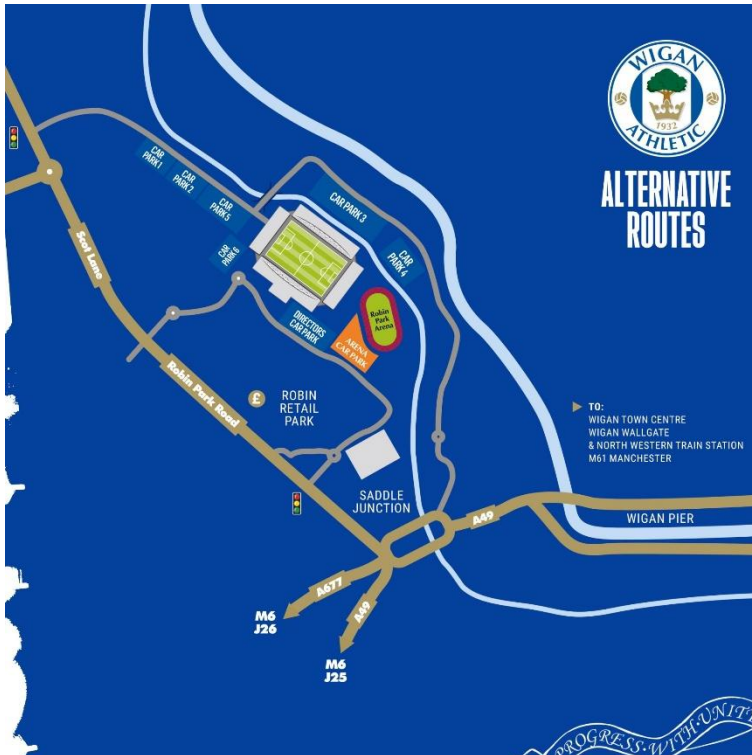 WIGAN
1932
ATHLETIC
ALTERNATIVE
ROUTES
CAR
PARK 1
CAR
PARK 2
CAR
PARK 5
CAR PARK 3
CAR
PARK 4
CAR
PARK 6
Scot Lane
DIRECTORS
CAR PARK
Robin
Park
Arena
ARENA
CAR PARK
Robin Park Road
£
ROBIN
RETAIL
PARK
TO:
WIGAN TOWN CENTRE
WIGAN WALLGATE
& NORTH WESTERN TRAIN STATION
M61 MANCHESTER
SADDLE
JUNCTION
A49
WIGAN PIER
A677
A49
M6
J26
M6
J25
PROGRESS·WITH·UNIT